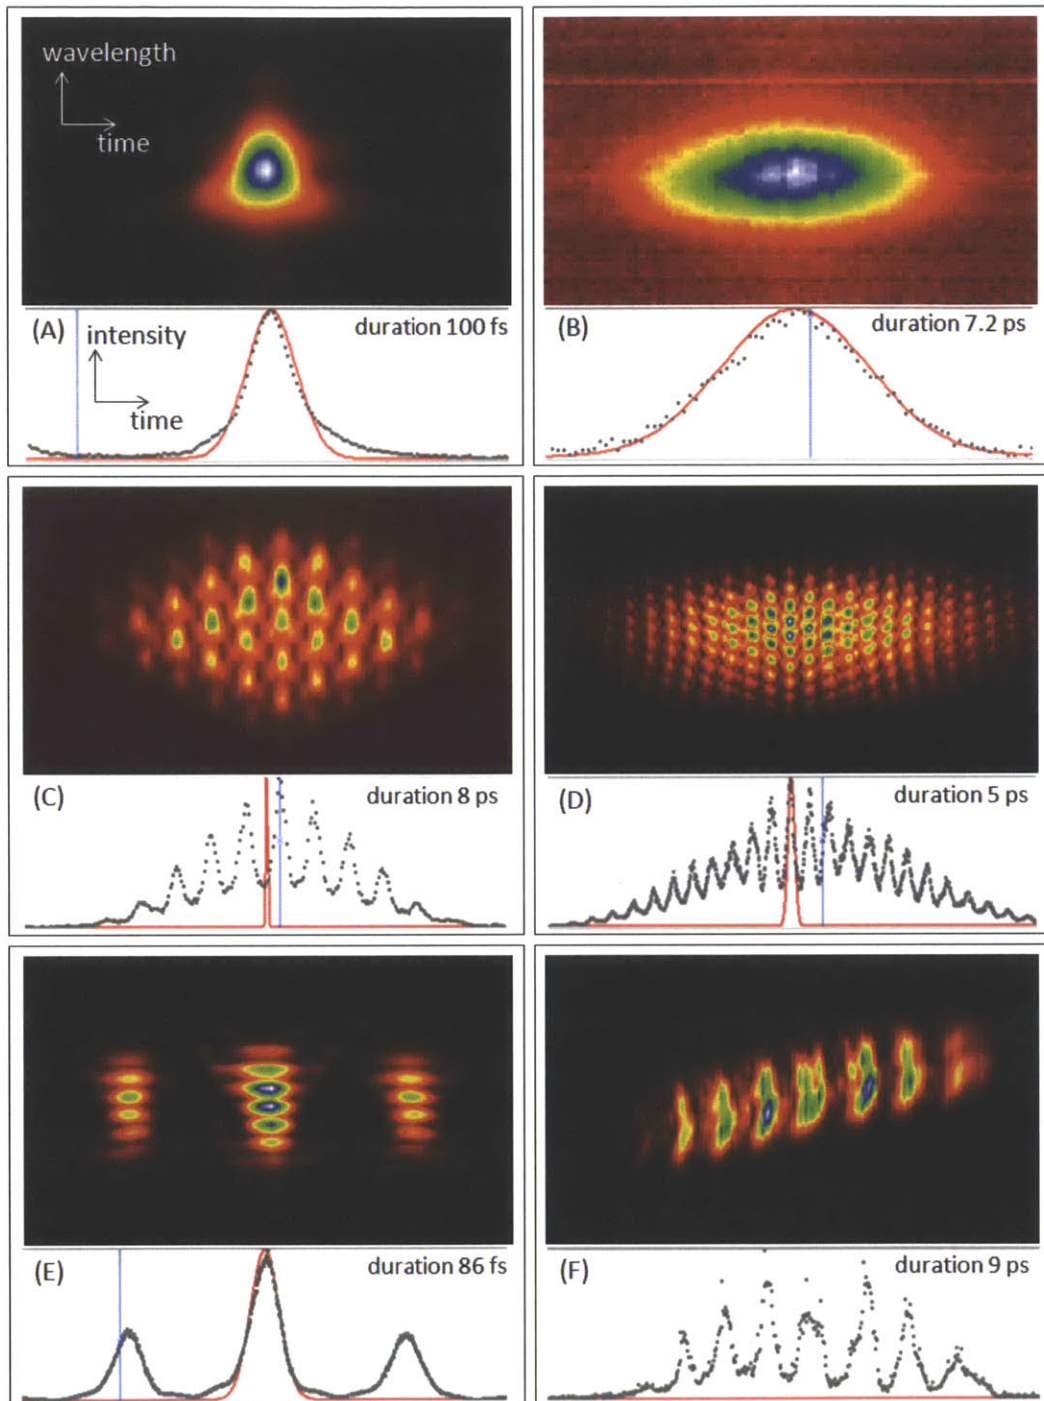 wavelength
time
(A)
intensity
duration 100 fs
time
(B)
duration 7.2 ps
(C)
duration 8 ps
(D)
duration 5 ps
(E)
duration 86 fs
(F)
duration 9 ps